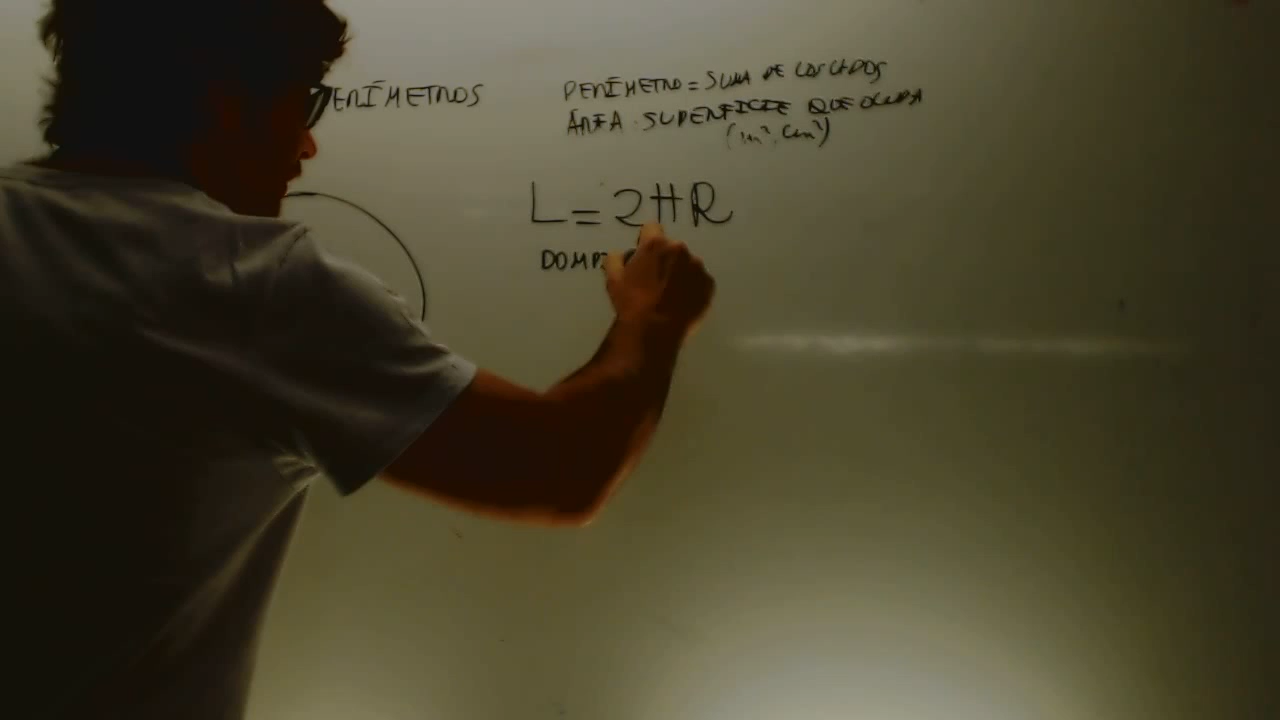 PERÍMETROS
PERÍMETRO = SUMA DE LOS LADOS
ÁREA SUPERFICIE QUE OCUPA
(m², cm²)
L = 2πR